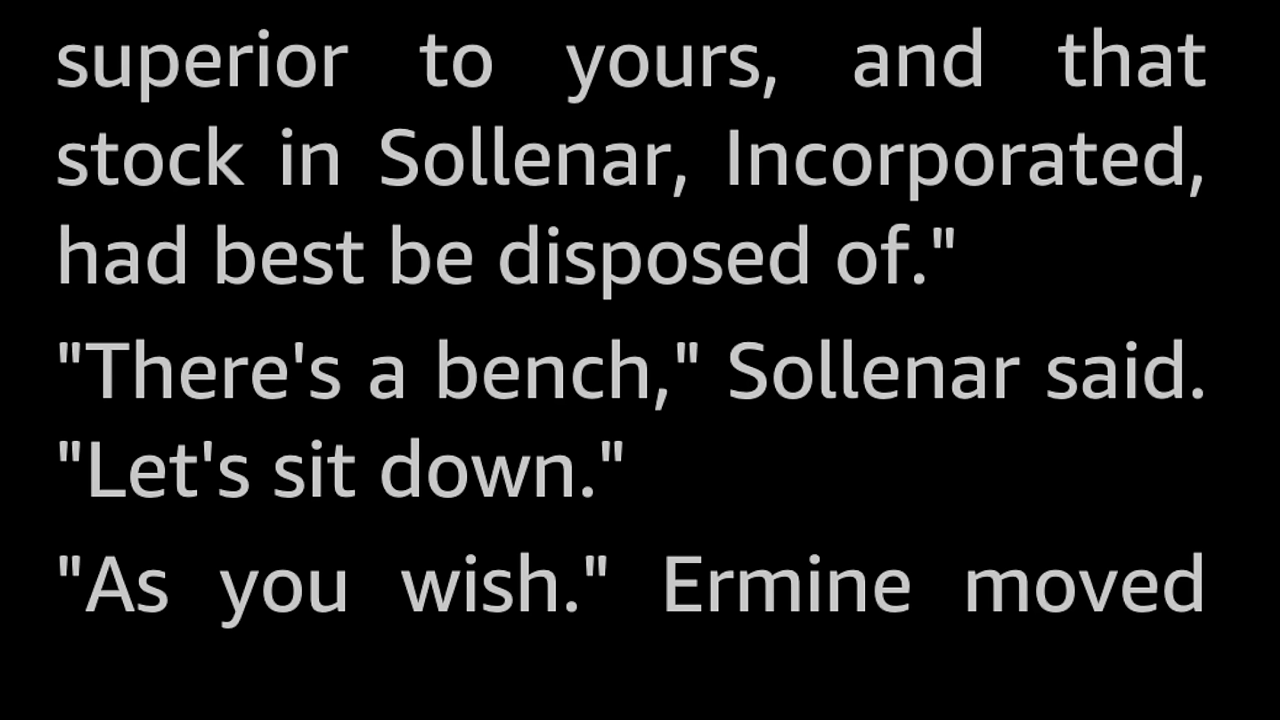 superior to yours, and that
stock in Sollenar, Incorporated,
had best be disposed of."
"There's a bench," Sollenar said.
"Let's sit down."
"As you wish." Ermine moved